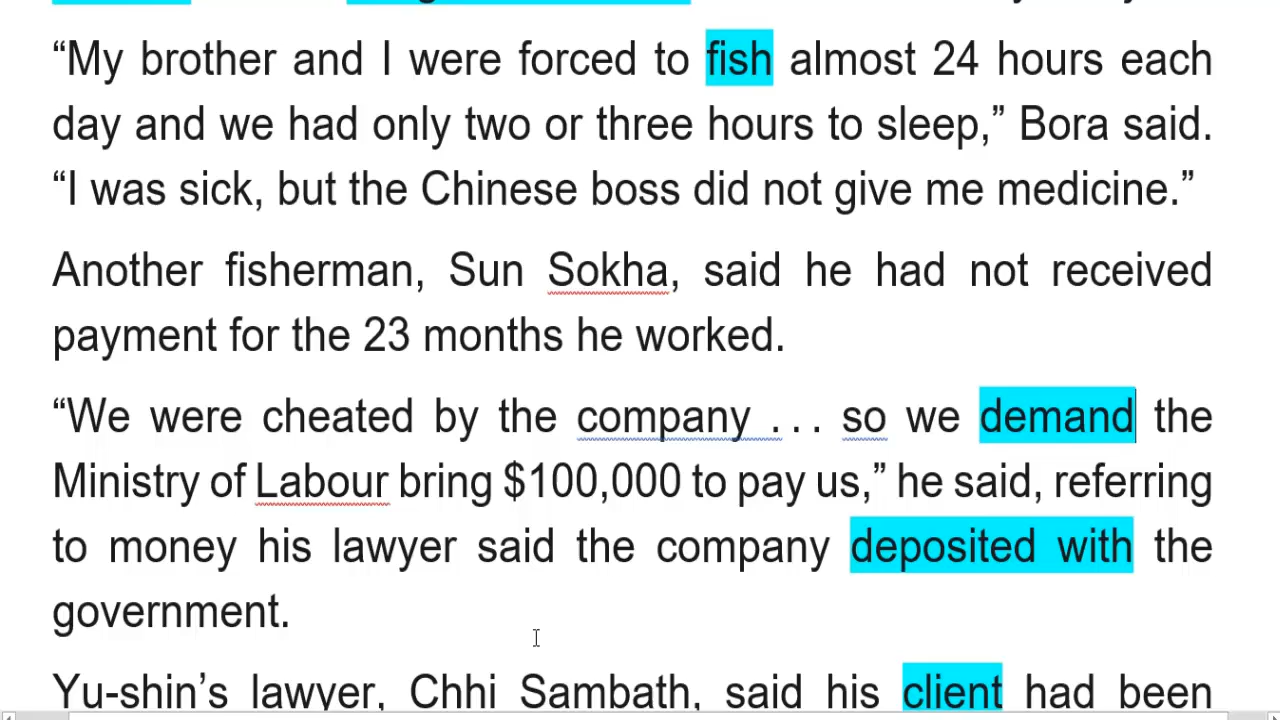 “My brother and I were forced to fish almost 24 hours each
day and we had only two or three hours to sleep,” Bora said.
“I was sick, but the Chinese boss did not give me medicine.”
Another fisherman, Sun Sokha, said he had not received
payment for the 23 months he worked.
“We were cheated by the company . . . so we demand the
Ministry of Labour bring $100,000 to pay us,” he said, referring
to money his lawyer said the company deposited with the
government.
Yu-shin’s lawyer, Chhi Sambath, said his client had been